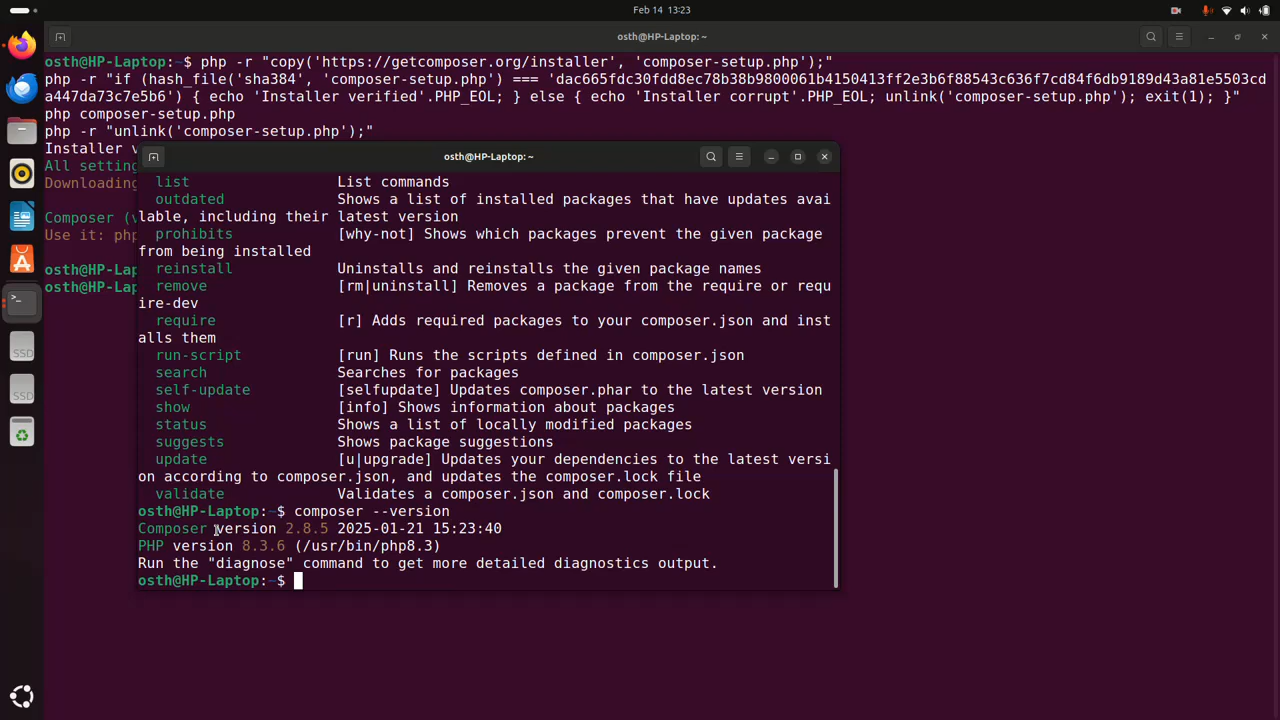 Feb 14 13:23
osth@HP-Laptop: ~
osth@HP-Laptop:~$ php -r "copy('https://getcomposer.org/installer', 'composer-setup.php');"
php -r "if (hash_file('sha384', 'composer-setup.php') === 'dac665fdc30fdd8ec78b38b9800061b4150413ff2e3b6f88543c636f7cd84f6db9189d43a81e5503cd
a447da73c7e5b6') { echo 'Installer verified'.PHP_EOL; } else { echo 'Installer corrupt'.PHP_EOL; unlink('composer-setup.php'); exit(1); }"
php composer-setup.php
php -r "unlink('composer-setup.php');"
Installer v
All setting
Downloading
Composer (v
Use it: php
osth@HP-Lap
osth@HP-Lap
osth@HP-Laptop: ~
list List commands
outdated Shows a list of installed packages that have updates avai
lable, including their latest version
prohibits [why-not] Shows which packages prevent the given package
from being installed
reinstall Uninstalls and reinstalls the given package names
remove [rm|uninstall] Removes a package from the require or requ
ire-dev
require [r] Adds required packages to your composer.json and inst
alls them
run-script [run] Runs the scripts defined in composer.json
search Searches for packages
self-update [selfupdate] Updates composer.phar to the latest version
show [info] Shows information about packages
status Shows a list of locally modified packages
suggests Shows package suggestions
update [u|upgrade] Updates your dependencies to the latest versi
on according to composer.json, and updates the composer.lock file
validate Validates a composer.json and composer.lock
osth@HP-Laptop:~$ composer --version
Composer version 2.8.5 2025-01-21 15:23:40
PHP version 8.3.6 (/usr/bin/php8.3)
Run the "diagnose" command to get more detailed diagnostics output.
osth@HP-Laptop:~$
SSD
SSD